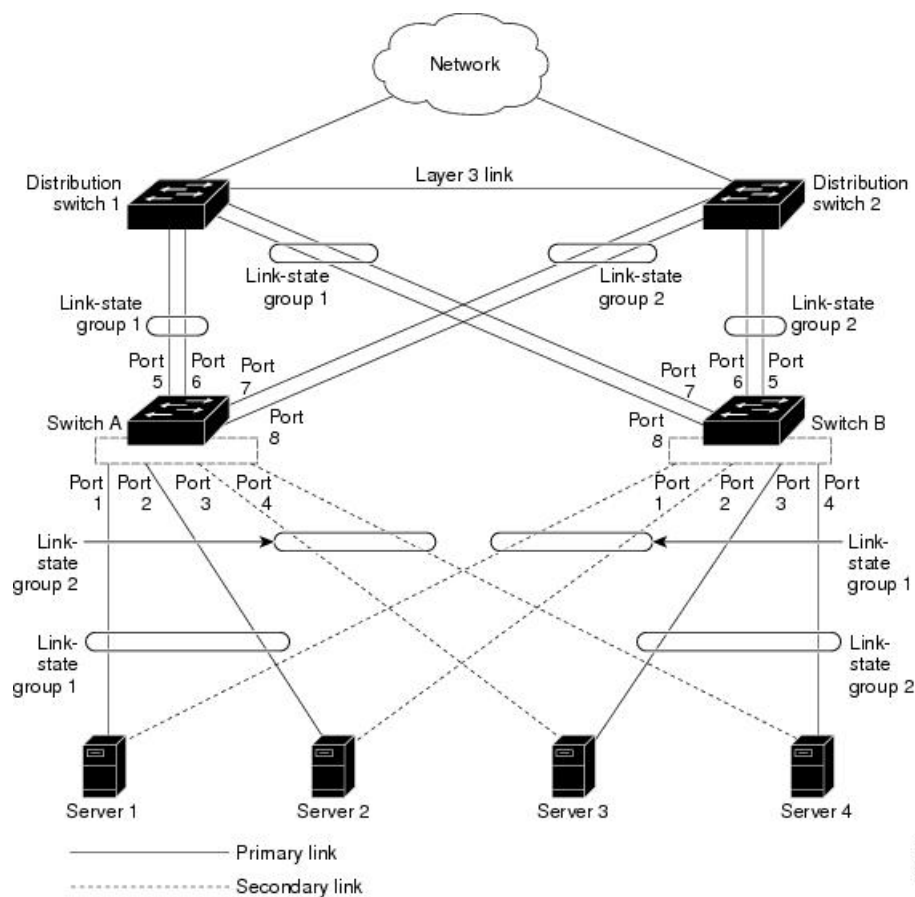 Network
Layer 3 link
Distribution
switch 1
Distribution
switch 2
Link-state
group 1
Link-state
group 2
Link-state
group 1
Link-state
group 2
Port
5
Port
6
Port
7
Port
8
Port
7
Port
6
Port
5
Port
8
Switch A
Switch B
Port
1
Port
2
Port
3
Port
4
Port
1
Port
2
Port
3
Port
4
Link-
state
group 2
Link-
state
group 1
Link-
state
group 1
Link-
state
group 2
Server 1
Server 2
Server 3
Server 4
Primary link
Secondary link